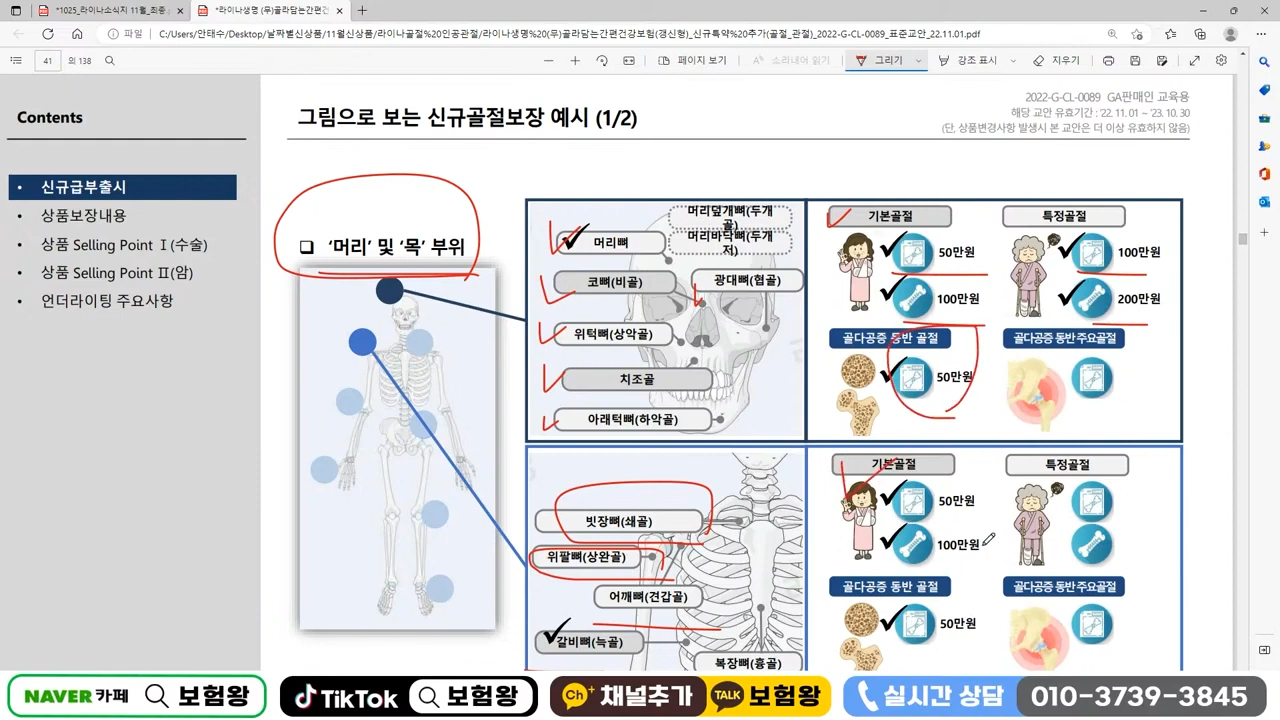 *1025_라이나소식지 11월_최종
*라이나생명 (무)골라담는간편건
파일
C:/Users/안태수/Desktop/날짜별신상품/11월신상품/라이나골절%20인공관절/라이나생명%20(무)골라담는간편건강보험(갱신형)_신규특약%20추가(골절_관절)_2022-G-CL-0089_표준교안_22.11.01.pdf
41 의 138
페이지 보기
소리내어 읽기
그리기
강조 표시
지우기
Contents
• 신규급부출시
• 상품보장내용
• 상품 Selling Point Ⅰ(수술)
• 상품 Selling Point Ⅱ(암)
• 언더라이팅 주요사항
그림으로 보는 신규골절보장 예시 (1/2)
2022-G-CL-0089 GA판매인 교육용
해당 교안 유효기간 : ’22. 11. 01 ~ ’23. 10. 30
(단, 상품변경사항 발생시 본 교안은 더 이상 유효하지 않음)
‘머리’ 및 ‘목’ 부위
머리뼈
머리덮개뼈(두개골)
머리바닥뼈(두개저)
코뼈(비골)
광대뼈(협골)
위턱뼈(상악골)
치조골
아래턱뼈(하악골)
기본골절
50만원
100만원
특정골절
100만원
200만원
골다공증 동반 골절
50만원
골다공증 동반 주요골절
빗장뼈(쇄골)
위팔뼈(상완골)
어깨뼈(견갑골)
갈비뼈(늑골)
복장뼈(흉골)
기본골절
50만원
100만원
특정골절
골다공증 동반 골절
50만원
골다공증 동반 주요골절
NAVER 카페 보험왕
TikTok 보험왕
Ch+ 채널추가
TALK 보험왕
실시간 상담 010-3739-3845